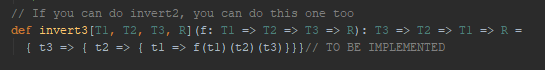 // If you can do invert2, you can do this one too
def invert3[T1, T2, T3, R](f: T1 => T2 => T3 => R): T3 => T2 => T1 => R =
{ t3 => { t2 => { t1 => f(t1)(t2)(t3)}}}// TO BE IMPLEMENTED